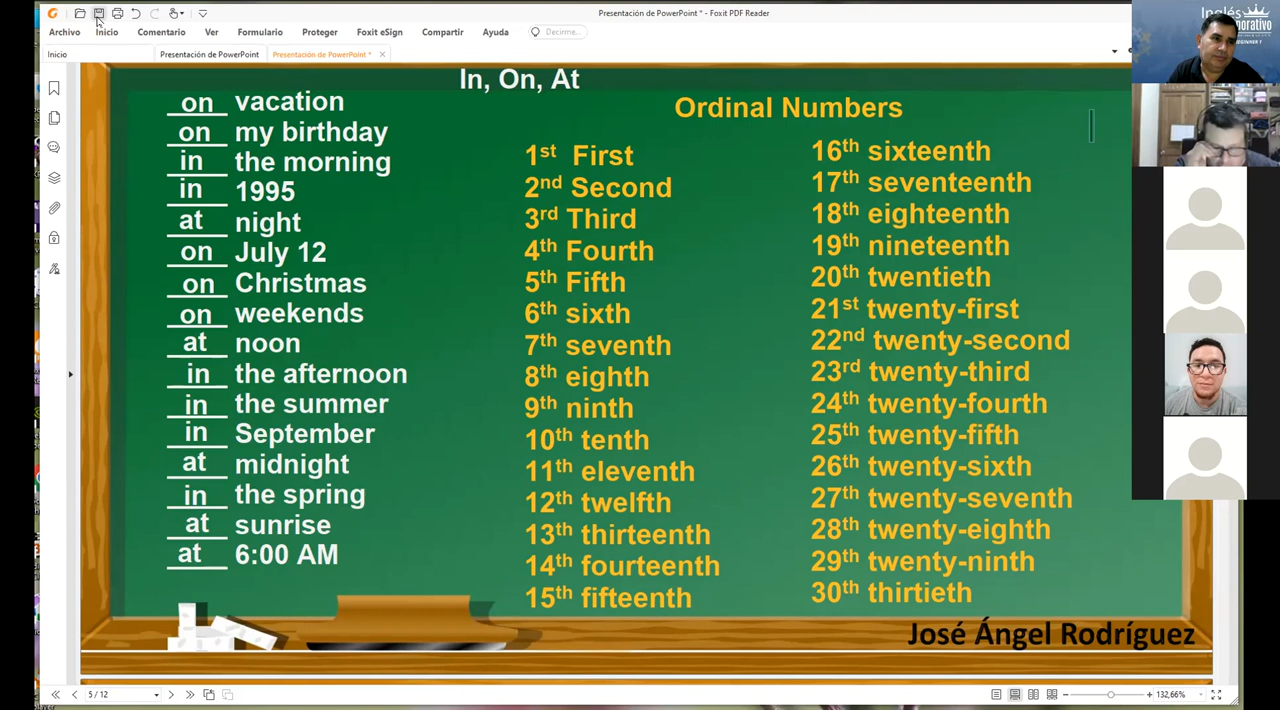 Presentación de PowerPoint * - Foxit PDF Reader
Archivo Inicio Comentario Ver Formulario Proteger Foxit eSign Compartir Ayuda Decirme...
Inicio Presentación de PowerPoint Presentación de PowerPoint *
Inglés
BEGINNER 1
In, On, At
on vacation
on my birthday
in the morning
in 1995
at night
on July 12
on Christmas
on weekends
at noon
in the afternoon
in the summer
in September
at midnight
in the spring
at sunrise
at 6:00 AM
Ordinal Numbers
1st First
2nd Second
3rd Third
4th Fourth
5th Fifth
6th sixth
7th seventh
8th eighth
9th ninth
10th tenth
11th eleventh
12th twelfth
13th thirteenth
14th fourteenth
15th fifteenth
16th sixteenth
17th seventeenth
18th eighteenth
19th nineteenth
20th twentieth
21st twenty-first
22nd twenty-second
23rd twenty-third
24th twenty-fourth
25th twenty-fifth
26th twenty-sixth
27th twenty-seventh
28th twenty-eighth
29th twenty-ninth
30th thirtieth
José Ángel Rodríguez
5 / 12
132,66%